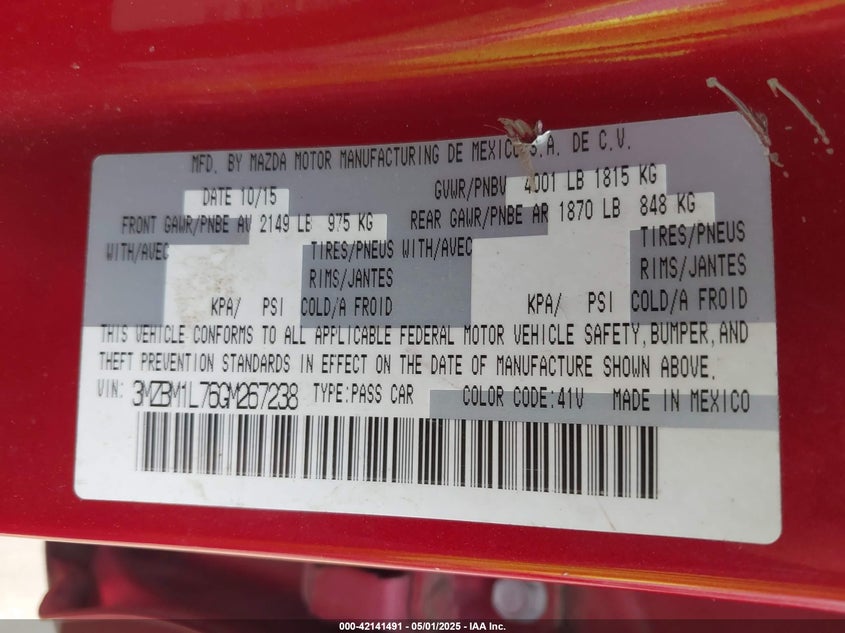 MFD. BY MAZDA MOTOR MANUFACTURING DE MEXICO S.A. DE C.V.
DATE 10/15 GVWR/PNBV 4001 LB 1815 KG
FRONT GAWR/PNBE AV 2149 LB 975 KG REAR GAWR/PNBE AR 1870 LB 848 KG
WITH/AVEC TIRES/PNEUS WITH/AVEC TIRES/PNEUS
RIMS/JANTES RIMS/JANTES
KPA/ PSI COLD/A FROID KPA/ PSI COLD/A FROID
THIS VEHICLE CONFORMS TO ALL APPLICABLE FEDERAL MOTOR VEHICLE SAFETY, BUMPER, AND
THEFT PREVENTION STANDARDS IN EFFECT ON THE DATE OF MANUFACTURE SHOWN ABOVE.
VIN: 3MZBM1L76GM267238 TYPE:PASS CAR COLOR CODE:41V MADE IN MEXICO
000-42141491 - 05/01/2025 - IAA Inc.